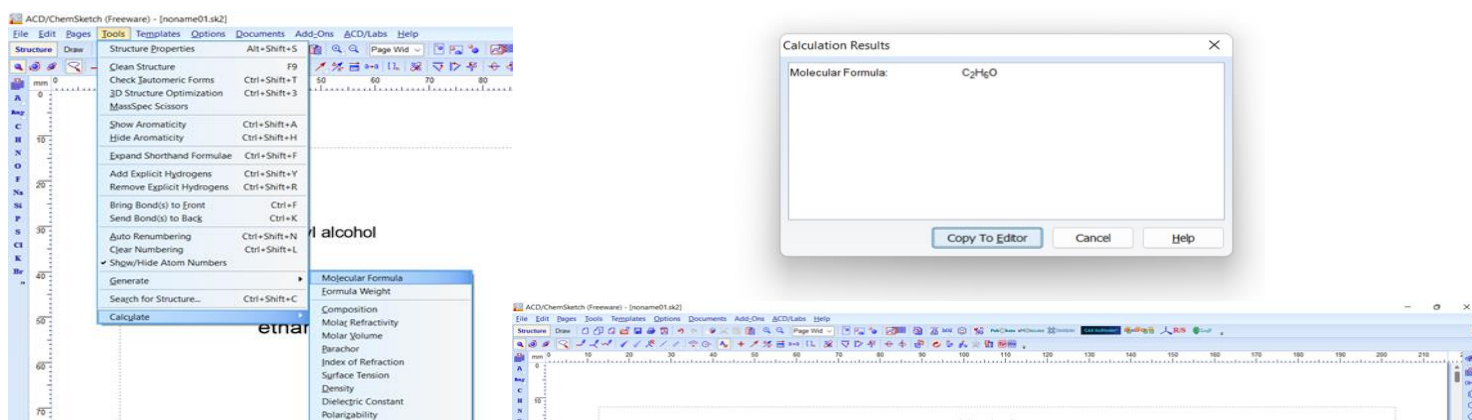 ACD/ChemSketch (Freeware) - [noname01.sk2]
File Edit Pages Tools Templates Options Documents Add-Ons ACD/Labs Help
Structure Draw
Page Wid
mm 0
50 60 70 80
Structure Properties Alt+Shift+S
Clean Structure F9
Check Tautomeric Forms Ctrl+Shift+T
3D Structure Optimization Ctrl+Shift+3
MassSpec Scissors
Show Aromaticity Ctrl+Shift+A
Hide Aromaticity Ctrl+Shift+H
Expand Shorthand Formulae Ctrl+Shift+F
Add Explicit Hydrogens Ctrl+Shift+Y
Remove Explicit Hydrogens Ctrl+Shift+R
Bring Bond(s) to Front Ctrl+F
Send Bond(s) to Back Ctrl+K
Auto Renumbering Ctrl+Shift+N
Clear Numbering Ctrl+Shift+L
Show/Hide Atom Numbers
Generate
Search for Structure... Ctrl+Shift+C
Calculate
Molecular Formula
Formula Weight
Composition
Molar Refractivity
Molar Volume
Parachor
Index of Refraction
Surface Tension
Density
Dielectric Constant
Polarizability
A
C
H
N
O
F
Na
Si
P
S
Cl
K
Br
0
10
20
30
40
50
60
70
l alcohol
ethan
Calculation Results
Molecular Formula: C₂H₆O
Copy To Editor Cancel Help
ACD/ChemSketch (Freeware) - [noname01.sk2]
File Edit Pages Tools Templates Options Documents Add-Ons ACD/Labs Help
Structure Draw
Page Wid
mm 0 10 20 30 40 50 60 70 80 90 100 110 120 130 140 150 160 170 180 190 200 210
A
C
H
N
0
10